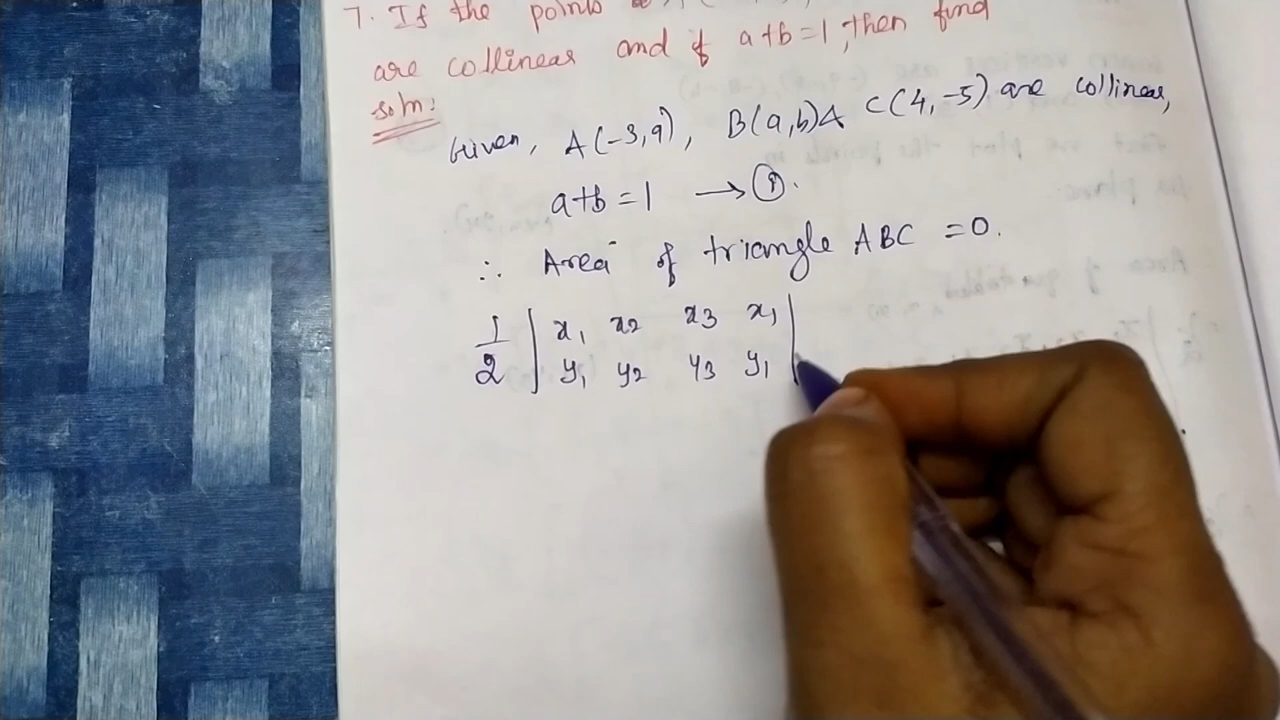 7. If the points
are collinear and if a+b=1, then find
soln:
Given, A(-3,9), B(a,b) & C(4,-5) are collinear,
a+b=1 → ①.
∴ Area of triangle ABC = 0.
1/2 | x1 x2 x3 x1 |
y1 y2 y3 y1